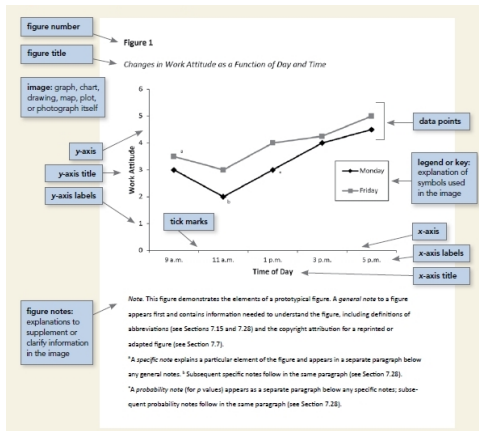 figure number
figure title
Figure 1
Changes in Work Attitude as a Function of Day and Time
image: graph, chart,
drawing, map, plot,
or photograph itself
y-axis
y-axis title
y-axis labels
Work Attitude
6
5
4
3
2
1
0
a
b
a
tick marks
9 a.m.
11 a.m.
1 p.m.
3 p.m.
5 p.m.
Time of Day
Monday
Friday
data points
legend or key:
explanation of
symbols used
in the image
x-axis
x-axis labels
x-axis title
figure notes:
explanations to
supplement or
clarify information
in the image
Note. This figure demonstrates the elements of a prototypical figure. A general note to a figure
appears first and contains information needed to understand the figure, including definitions of
abbreviations (see Sections 7.15 and 7.28) and the copyright attribution for a reprinted or
adapted figure (see Section 7.7).
ᵃA specific note explains a particular element of the figure and appears in a separate paragraph below
any general notes. ᵇ Subsequent specific notes follow in the same paragraph (see Section 7.28).
*A probability note (for p values) appears as a separate paragraph below any specific notes; subse-
quent probability notes follow in the same paragraph (see Section 7.28).